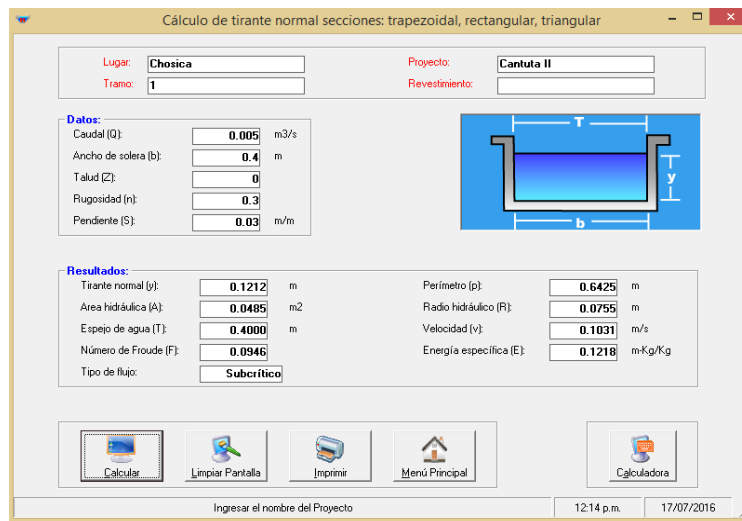 Cálculo de tirante normal secciones: trapezoidal, rectangular, triangular
Lugar: Chosica Proyecto: Cantuta II
Tramo: 1 Revestimiento:
Datos:
Caudal (Q): 0.005 m3/s
Ancho de solera (b): 0.4 m
Talud (Z): 0
Rugosidad (n): 0.3
Pendiente (S): 0.03 m/m
T
y
b
Resultados:
Tirante normal (y): 0.1212 m Perímetro (p): 0.6425 m
Area hidráulica (A): 0.0485 m2 Radio hidráulico (R): 0.0755 m
Espejo de agua (T): 0.4000 m Velocidad (v): 0.1031 m/s
Número de Froude (F): 0.0946 Energía específica (E): 0.1218 m-Kg/Kg
Tipo de flujo: Subcrítico
Calcular Limpiar Pantalla Imprimir Menú Principal Calculadora
Ingresar el nombre del Proyecto 12:14 p.m. 17/07/2016